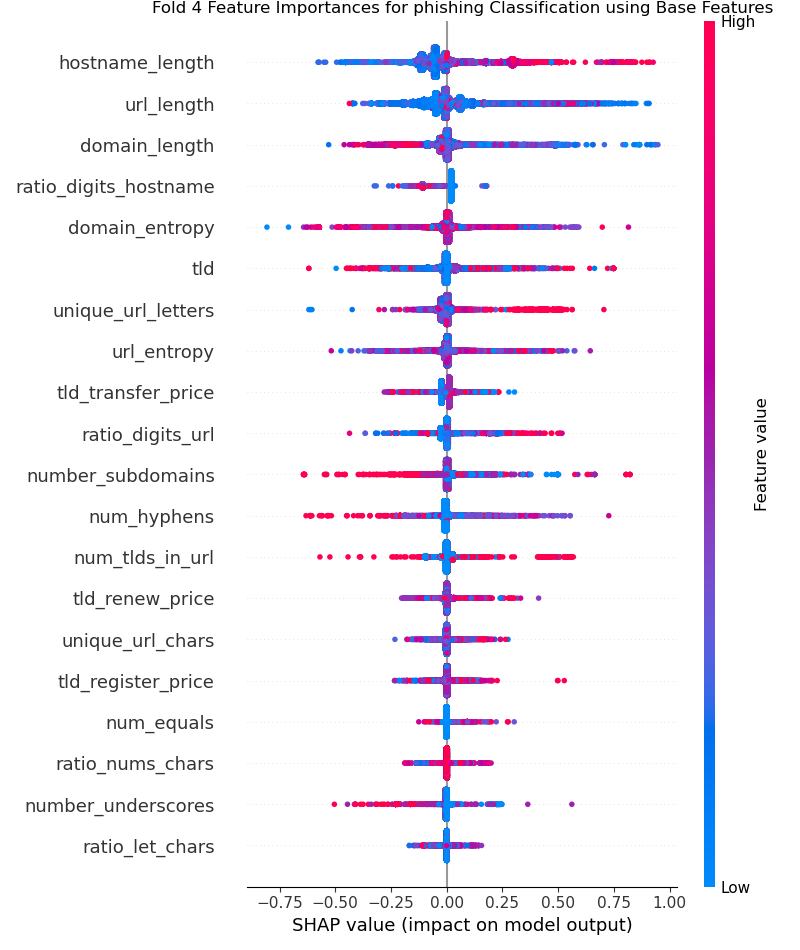 Fold 4 Feature Importances for phishing Classification using Base Features
High
hostname_length
url_length
domain_length
ratio_digits_hostname
domain_entropy
tld
unique_url_letters
url_entropy
tld_transfer_price
ratio_digits_url
number_subdomains
num_hyphens
num_tlds_in_url
tld_renew_price
unique_url_chars
tld_register_price
num_equals
ratio_nums_chars
number_underscores
ratio_let_chars
Feature value
Low
−0.75 −0.50 −0.25 0.00 0.25 0.50 0.75 1.00
SHAP value (impact on model output)